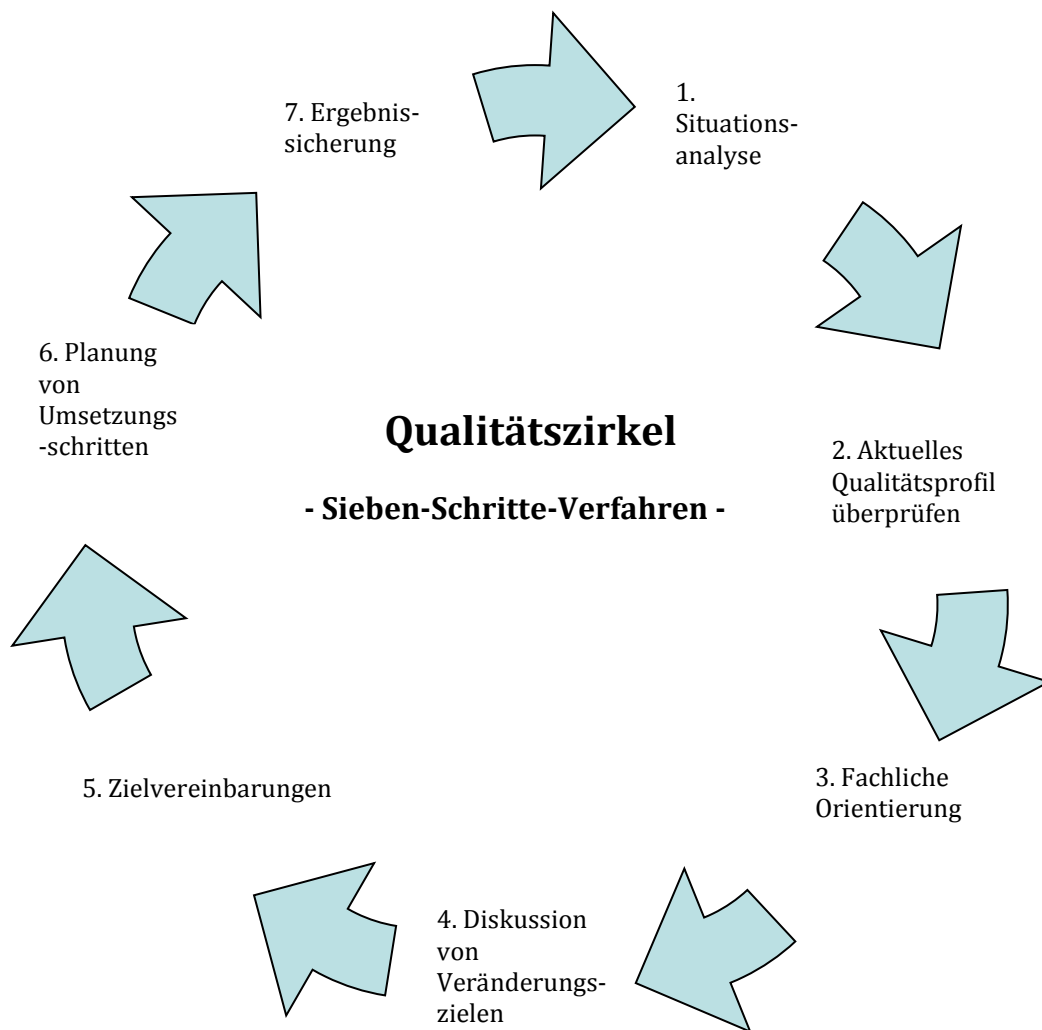 1.
Situations-
analyse
2. Aktuelles
Qualitätsprofil
überprüfen
3. Fachliche
Orientierung
4. Diskussion
von
Veränderungs-
zielen
5. Zielvereinbarungen
6. Planung
von
Umsetzungs
-schritten
7. Ergebnis-
sicherung
Qualitätszirkel
- Sieben-Schritte-Verfahren -